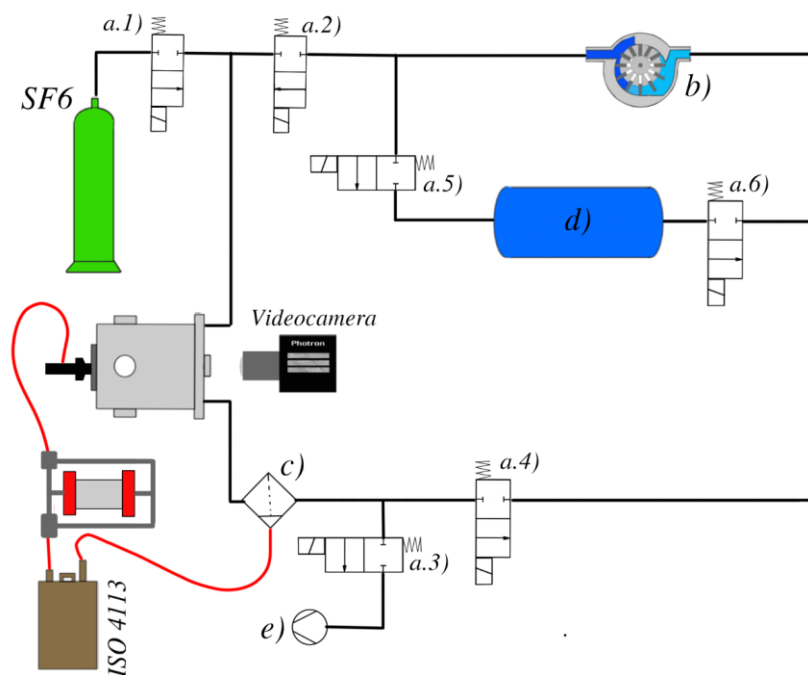 a.1)
a.2)
SF6
b)
a.5)
a.6)
d)
Videocamera
Photron
c)
a.4)
a.3)
ISO 4113
e)